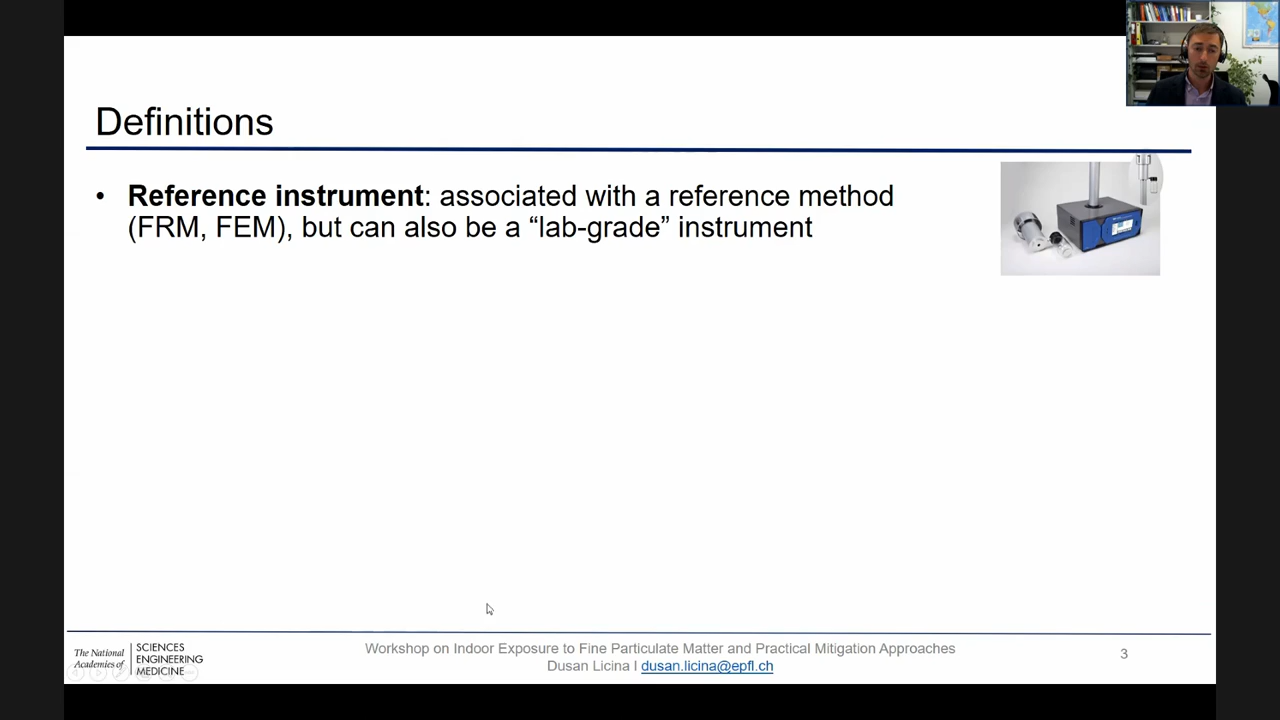 Definitions
• Reference instrument: associated with a reference method
(FRM, FEM), but can also be a “lab-grade” instrument
The National
Academies of
SCIENCES
ENGINEERING
MEDICINE
Workshop on Indoor Exposure to Fine Particulate Matter and Practical Mitigation Approaches
Dusan Licina l dusan.licina@epfl.ch
3